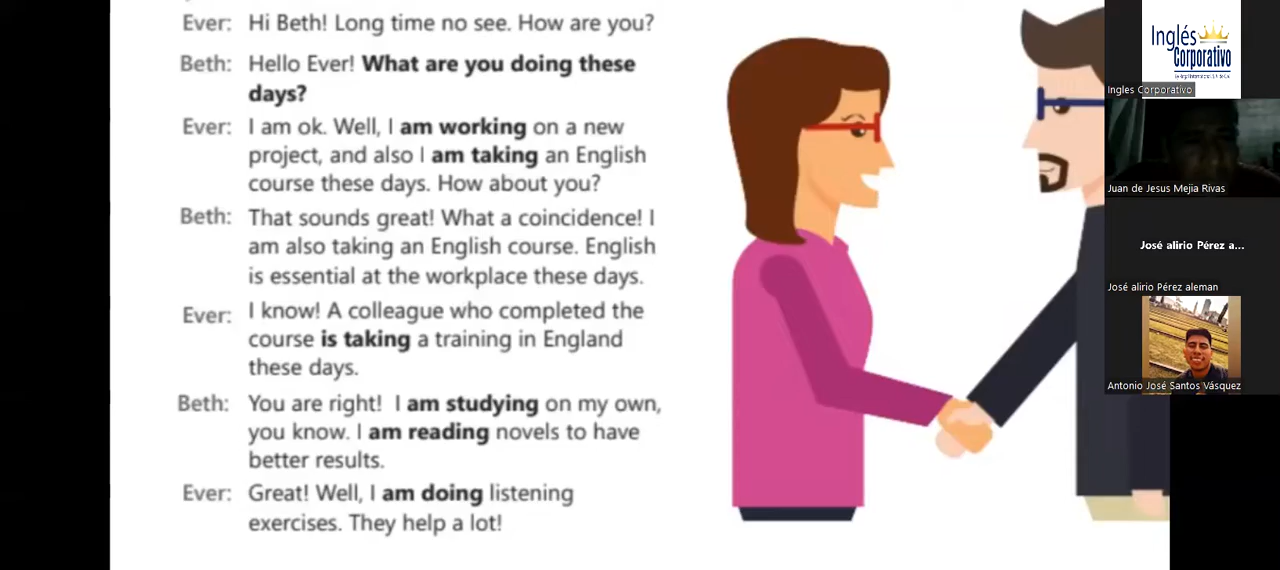 Ever: Hi Beth! Long time no see. How are you?
Beth: Hello Ever! What are you doing these
days?
Ever: I am ok. Well, I am working on a new
project, and also I am taking an English
course these days. How about you?
Beth: That sounds great! What a coincidence! I
am also taking an English course. English
is essential at the workplace these days.
Ever: I know! A colleague who completed the
course is taking a training in England
these days.
Beth: You are right! I am studying on my own,
you know. I am reading novels to have
better results.
Ever: Great! Well, I am doing listening
exercises. They help a lot!
Inglés
Corporativo
Ingles Corporativo
Juan de Jesus Mejia Rivas
José alirio Pérez a...
José alirio Pérez aleman
Antonio José Santos Vásquez